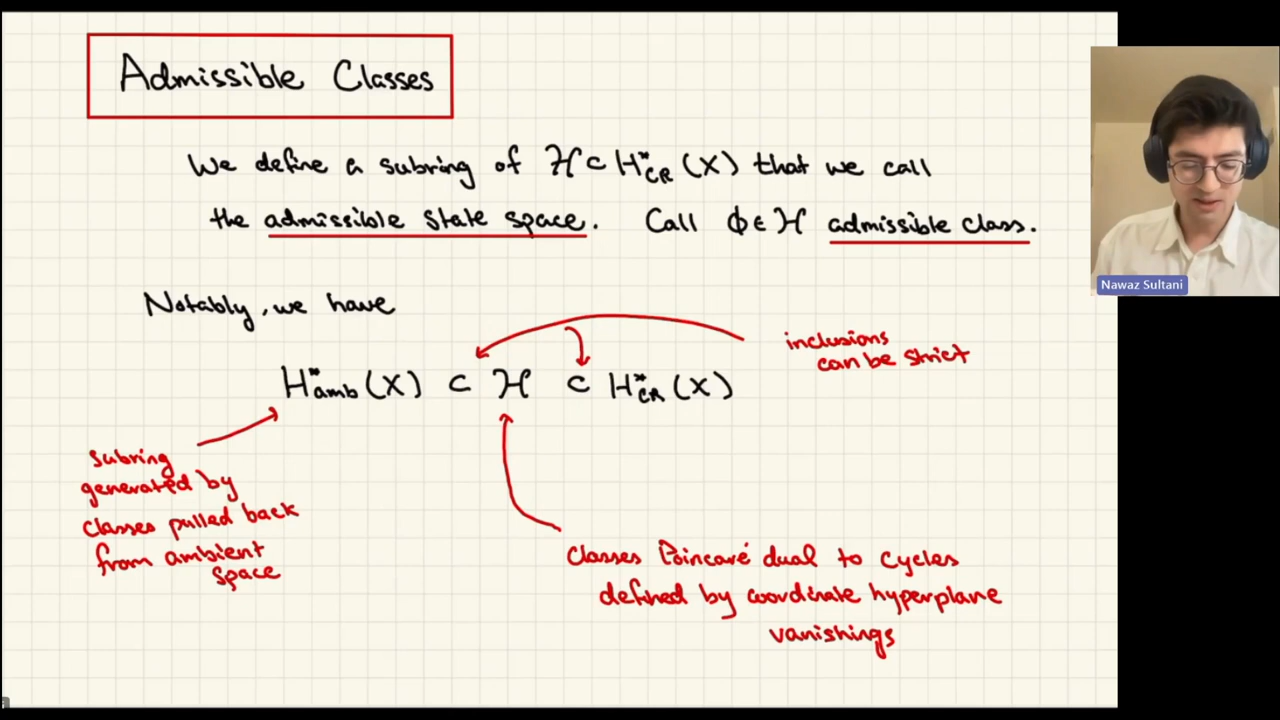 Admissible Classes
We define a subring of ℋ ⊂ H*CR(X) that we call
the admissible state space. Call ϕ ∈ ℋ admissible class.
Notably, we have
inclusions
can be strict
H*amb(X) ⊂ ℋ ⊂ H*CR(X)
subring
generated by
classes pulled back
from ambient
space
Classes Poincaré dual to cycles
defined by coordinate hyperplane
vanishings
Nawaz Sultani